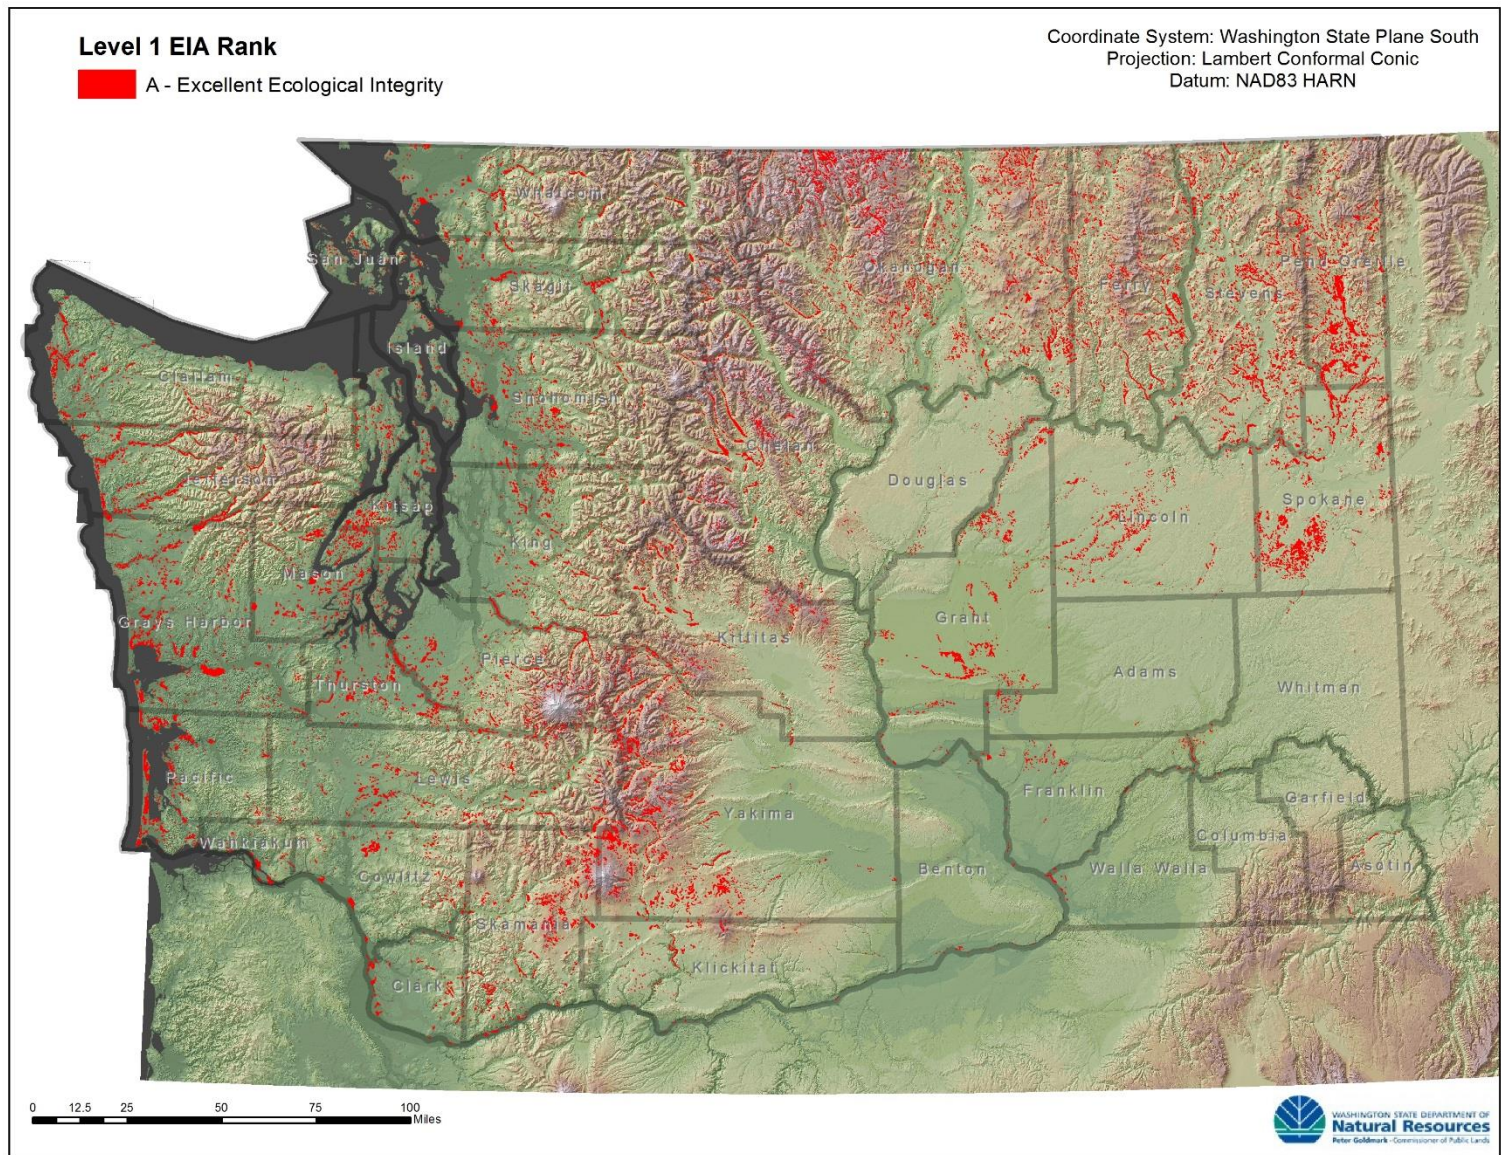 Level 1 EIA Rank
A - Excellent Ecological Integrity
Coordinate System: Washington State Plane South
Projection: Lambert Conformal Conic
Datum: NAD83 HARN
Whatcom
San Juan
Skagit
Okanogan
Ferry
Stevens
Pend Oreille
Island
Clallam
Snohomish
Chelan
Jefferson
Kitsap
King
Douglas
Lincoln
Spokane
Mason
Grays Harbor
Kittitas
Grant
Pierce
Thurston
Adams
Whitman
Pacific
Lewis
Yakima
Franklin
Garfield
Columbia
Wahkiakum
Cowlitz
Benton
Walla Walla
Asotin
Skamania
Klickitat
Clark
0 12.5 25 50 75 100
Miles
WASHINGTON STATE DEPARTMENT OF
Natural Resources
Peter Goldmark - Commissioner of Public Lands